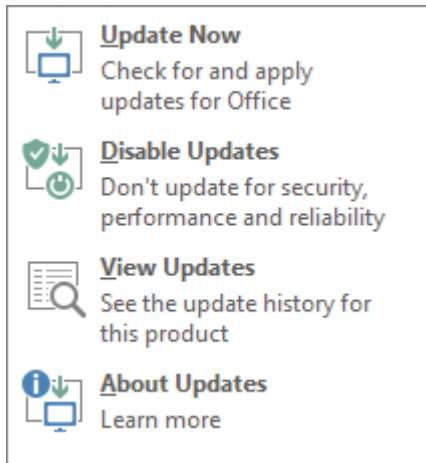 Update Now
Check for and apply
updates for Office
Disable Updates
Don't update for security,
performance and reliability
View Updates
See the update history for
this product
About Updates
Learn more